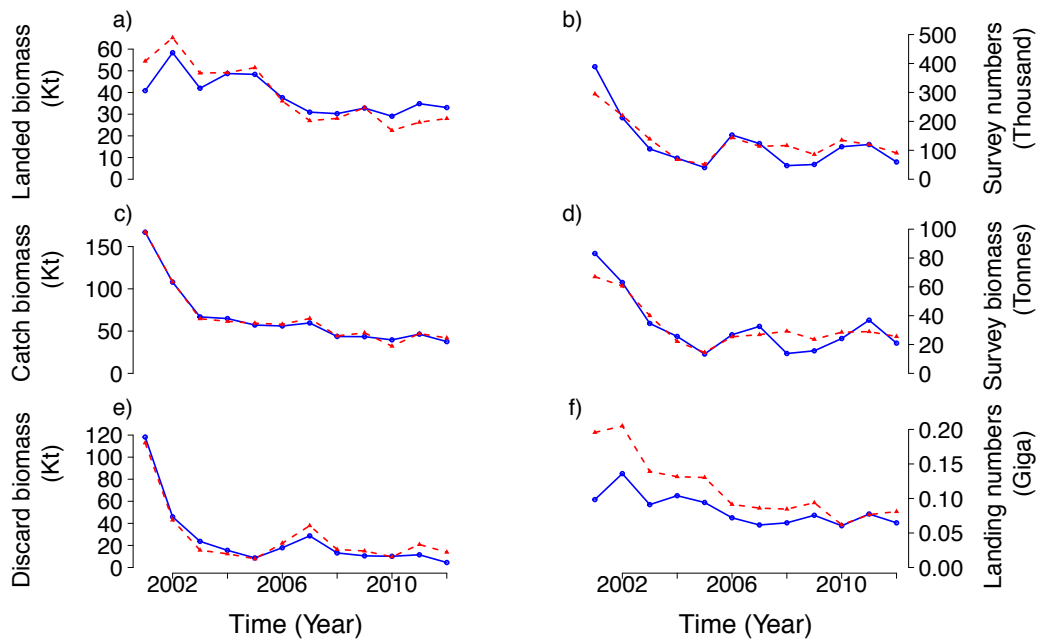 a)
Landed biomass
(Kt)
60
50
40
30
20
10
0
b)
500
400
300
200
100
0
Survey numbers
(Thousand)
c)
Catch biomass
(Kt)
150
100
50
0
d)
100
80
60
40
20
0
Survey biomass
(Tonnes)
e)
Discard biomass
(Kt)
120
100
80
60
40
20
0
2002 2006 2010
Time (Year)
f)
0.20
0.15
0.10
0.05
0.00
Landing numbers
(Giga)
2002 2006 2010
Time (Year)